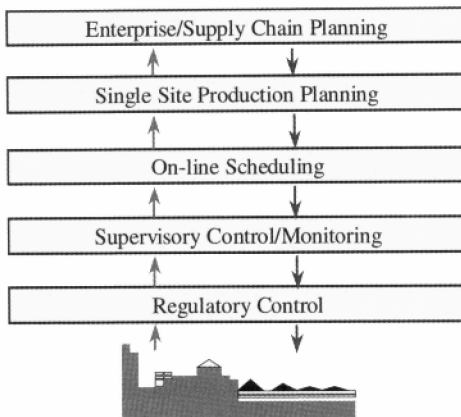 Enterprise/Supply Chain Planning
Single Site Production Planning
On-line Scheduling
Supervisory Control/Monitoring
Regulatory Control